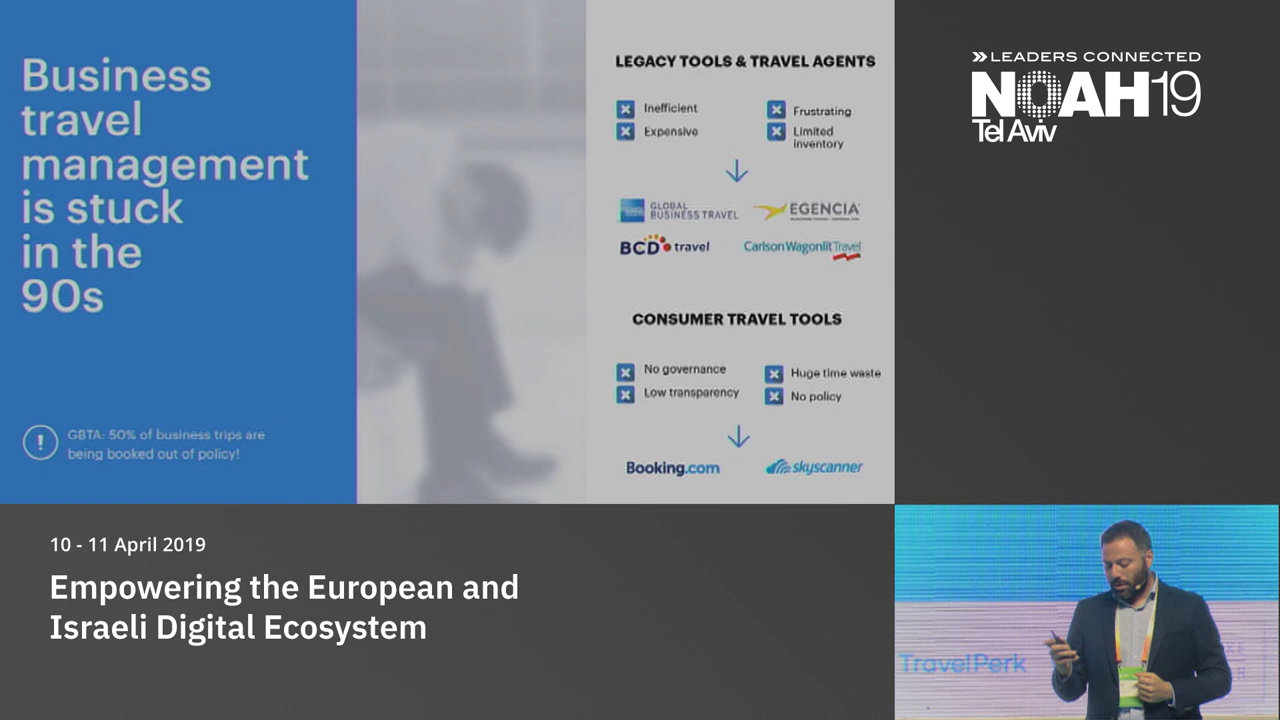 Business
travel
management
is stuck
in the
90s
GBTA: 50% of business trips are
being booked out of policy!
LEGACY TOOLS & TRAVEL AGENTS
Inefficient
Frustrating
Expensive
Limited
inventory
GLOBAL
BUSINESS TRAVEL
EGENCIA
BCD travel
Carlson Wagonlit Travel
CONSUMER TRAVEL TOOLS
No governance
Huge time waste
Low transparency
No policy
Booking.com
skyscanner
LEADERS CONNECTED
NOAH19
Tel Aviv
10 - 11 April 2019
Empowering the European and
Israeli Digital Ecosystem
TravelPerk